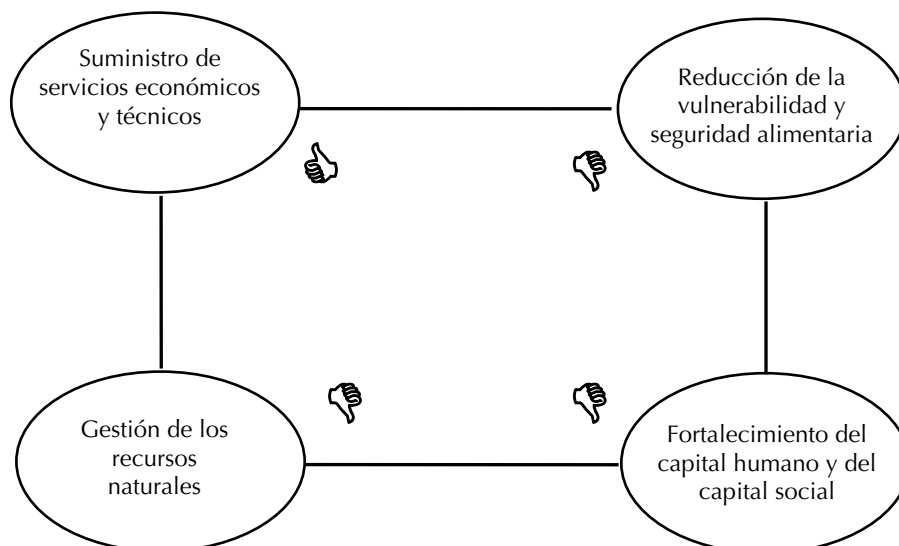 Suministro de
servicios económicos
y técnicos
Reducción de la
vulnerabilidad y
seguridad alimentaria
Gestión de los
recursos
naturales
Fortalecimiento del
capital humano y del
capital social